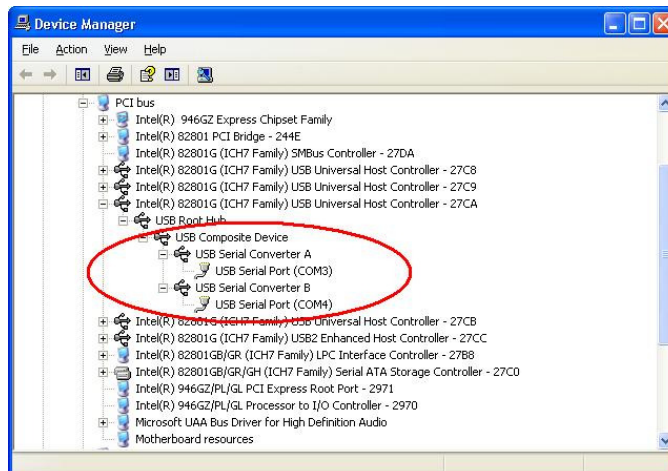 Device Manager
File Action View Help
PCI bus
Intel(R) 946GZ Express Chipset Family
Intel(R) 82801 PCI Bridge - 244E
Intel(R) 82801G (ICH7 Family) SMBus Controller - 27DA
Intel(R) 82801G (ICH7 Family) USB Universal Host Controller - 27C8
Intel(R) 82801G (ICH7 Family) USB Universal Host Controller - 27C9
Intel(R) 82801G (ICH7 Family) USB Universal Host Controller - 27CA
USB Root Hub
USB Composite Device
USB Serial Converter A
USB Serial Port (COM3)
USB Serial Converter B
USB Serial Port (COM4)
Intel(R) 82801G (ICH7 Family) USB Universal Host Controller - 27CB
Intel(R) 82801G (ICH7 Family) USB2 Enhanced Host Controller - 27CC
Intel(R) 82801GB/GR (ICH7 Family) LPC Interface Controller - 27B8
Intel(R) 82801GB/GR/GH (ICH7 Family) Serial ATA Storage Controller - 27C0
Intel(R) 946GZ/PL/GL PCI Express Root Port - 2971
Intel(R) 946GZ/PL/GL Processor to I/O Controller - 2970
Microsoft UAA Bus Driver for High Definition Audio
Motherboard resources